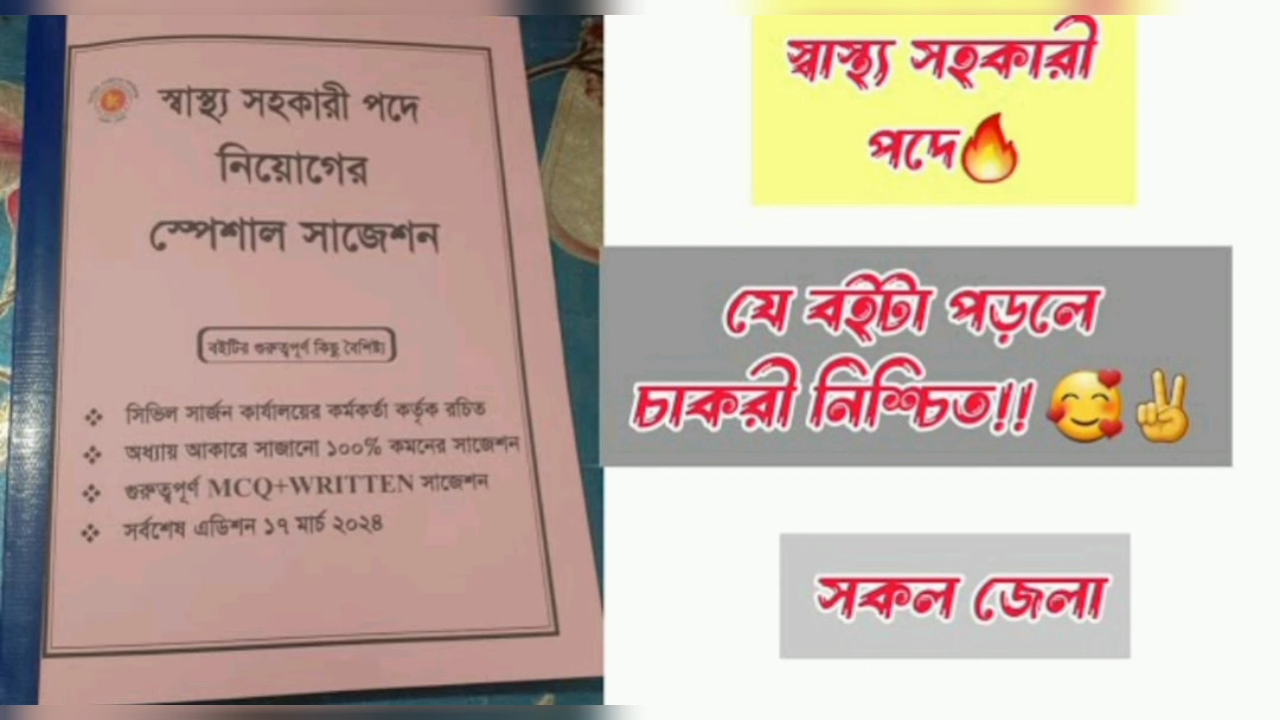 স্বাস্থ্য সহকারী পদে
নিয়োগের
স্পেশাল সাজেশন
বইটির গুরুত্বপূর্ণ কিছু বৈশিষ্ট্য
❖ সিভিল সার্জন কার্যালয়ের কর্মকর্তা কর্তৃক রচিত
❖ অধ্যায় আকারে সাজানো ১০০% কমনের সাজেশন
❖ গুরুত্বপূর্ণ MCQ+WRITTEN সাজেশন
❖ সর্বশেষ এডিশন ১৭ মার্চ ২০২৪
স্বাস্থ্য সহকারী
পদে🔥
যে বইটা পড়লে
চাকরী নিশ্চিত!! 🥰✌️
সকল জেলা